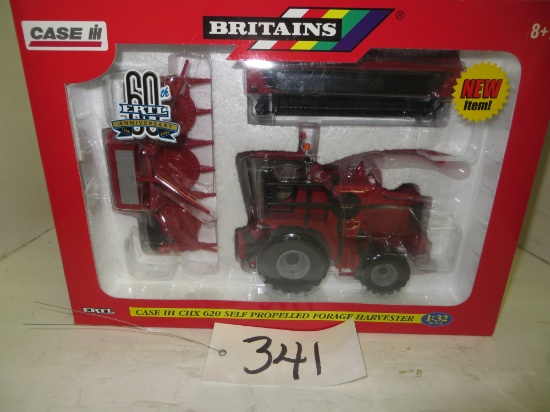 CASE IH
BRITAINS
8+
NEW
Item!
60th
ERTL
ANNIVERSARY
ERTL
CASE IH CHX 620 SELF PROPELLED FORAGE HARVESTER
1:32
341